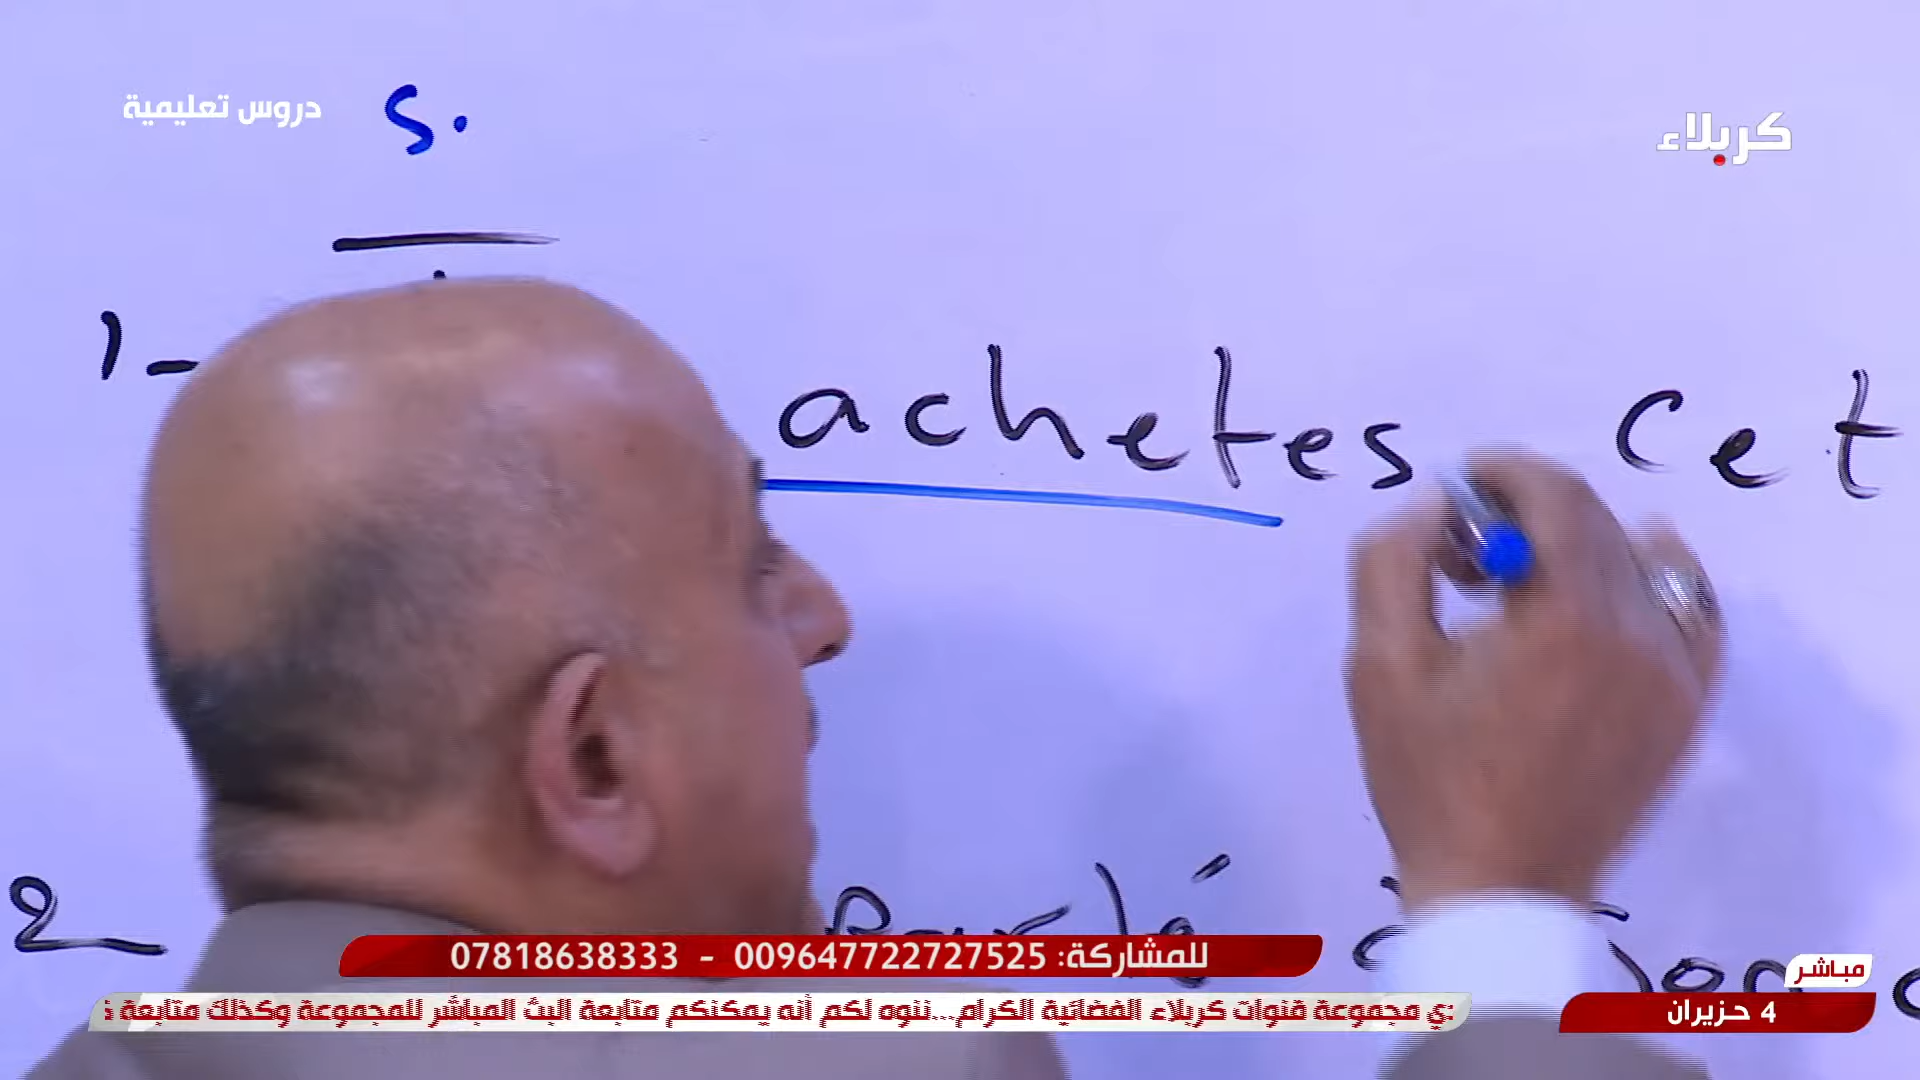 دروس تعليمية
s.
كربلاء
1- achetes cet
2
للمشاركة: 009647722727525 - 07818638333
مباشر
مجموعة قنوات كربلاء الفضائية الكرام...ننوه لكم أنه يمكنكم متابعة البث المباشر للمجموعة وكذلك متابعة
4 حزيران